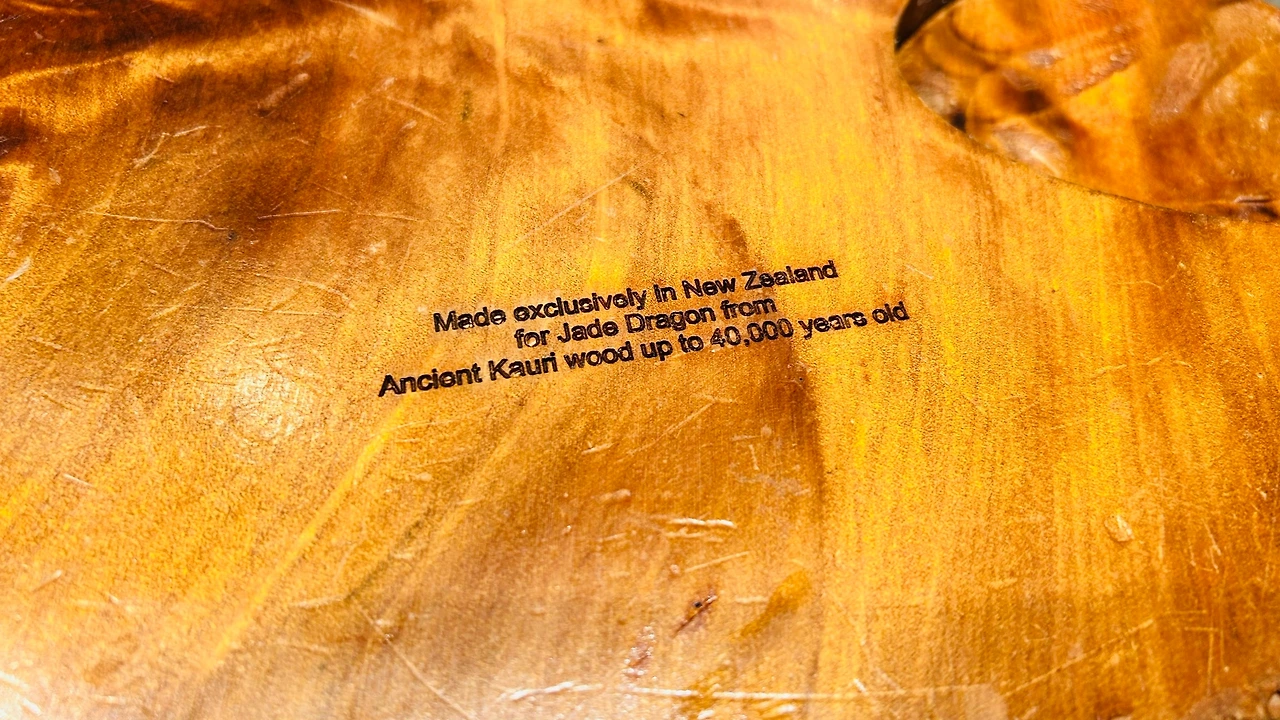 Made exclusively In New Zealand
for Jade Dragon from
Ancient Kauri wood up to 40,000 years old